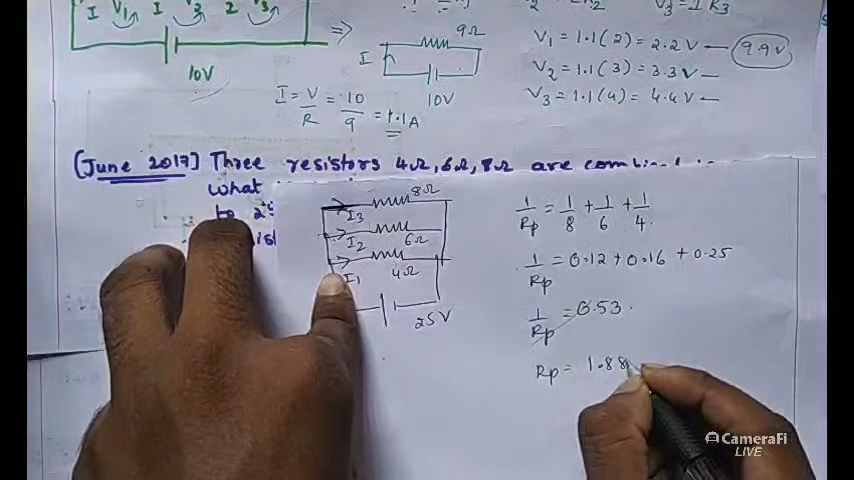 I V1 I V2 2 V3
10V
=>
9Ω
I
10V
I = V/R = 10/9 = 1.1A
V3 = I R3
V1 = 1.1(2) = 2.2V — 9.9V
V2 = 1.1(3) = 3.3V —
V3 = 1.1(4) = 4.4V —
[June 2017] Three resistors 4Ω, 6Ω, 8Ω are
what
to
8Ω
I3
I2 6Ω
4Ω
I1
25V
1/Rp = 1/8 + 1/6 + 1/4.
1/Rp = 0.12 + 0.16 + 0.25
1/Rp = 0.53.
Rp = 1.88
CameraFi
LIVE